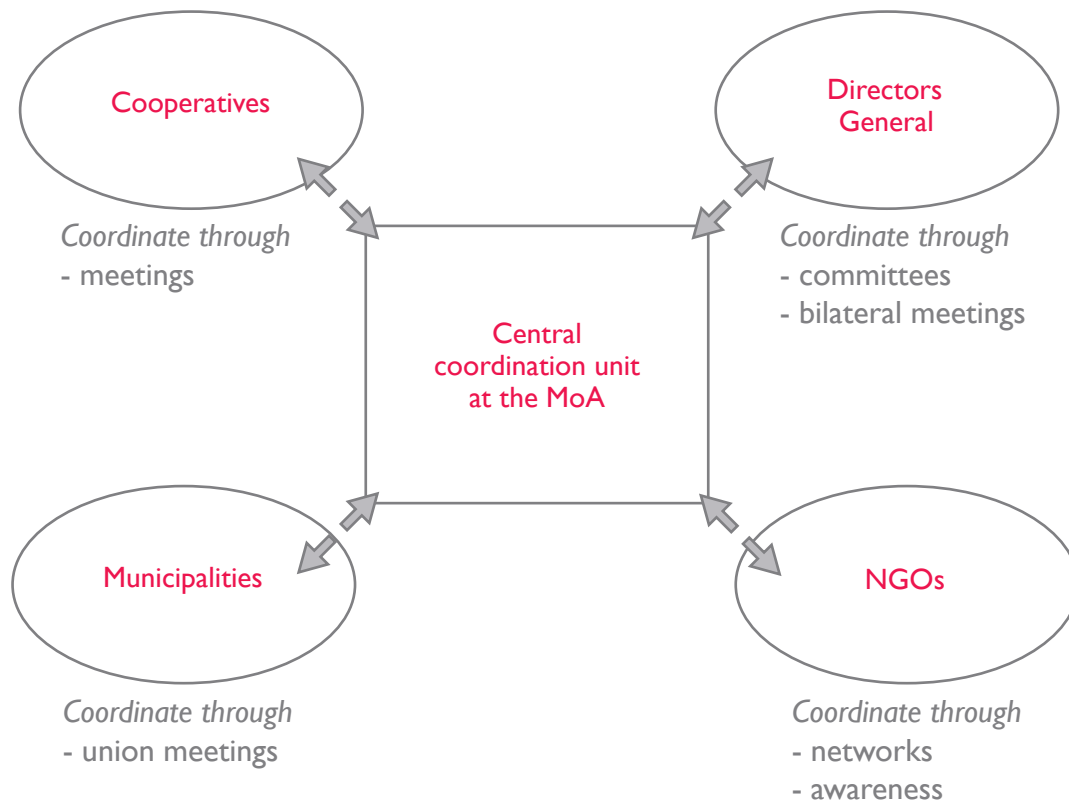 Cooperatives
Directors
General
Coordinate through
- meetings
Coordinate through
- committees
- bilateral meetings
Central
coordination unit
at the MoA
Municipalities
NGOs
Coordinate through
- union meetings
Coordinate through
- networks
- awareness